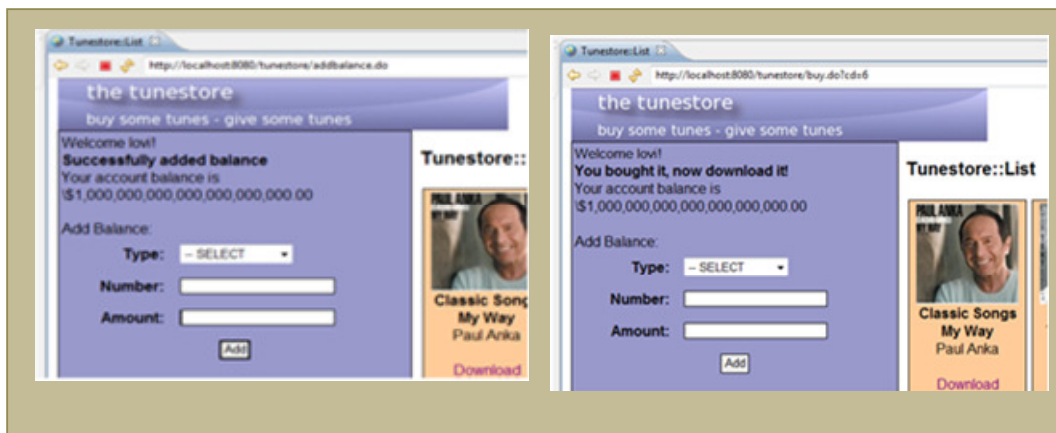 Tunestore::List
http://localhost:8080/tunestore/addbalance.do
the tunestore
buy some tunes - give some tunes
Welcome lovi!
Successfully added balance
Your account balance is
\$1,000,000,000,000,000,000,000.00
Add Balance:
Type: -- SELECT
Number:
Amount:
Add
Tunestore::
PAUL ANKA
MY WAY
Classic Song
My Way
Paul Anka
Download
Tunestore::List
http://localhost:8080/tunestore/buy.do?cd=6
the tunestore
buy some tunes - give some tunes
Welcome lovi!
You bought it, now download it!
Your account balance is
\$1,000,000,000,000,000,000,000.00
Add Balance:
Type: -- SELECT
Number:
Amount:
Add
Tunestore::List
PAUL ANKA
MY WAY
Classic Songs
My Way
Paul Anka
Download